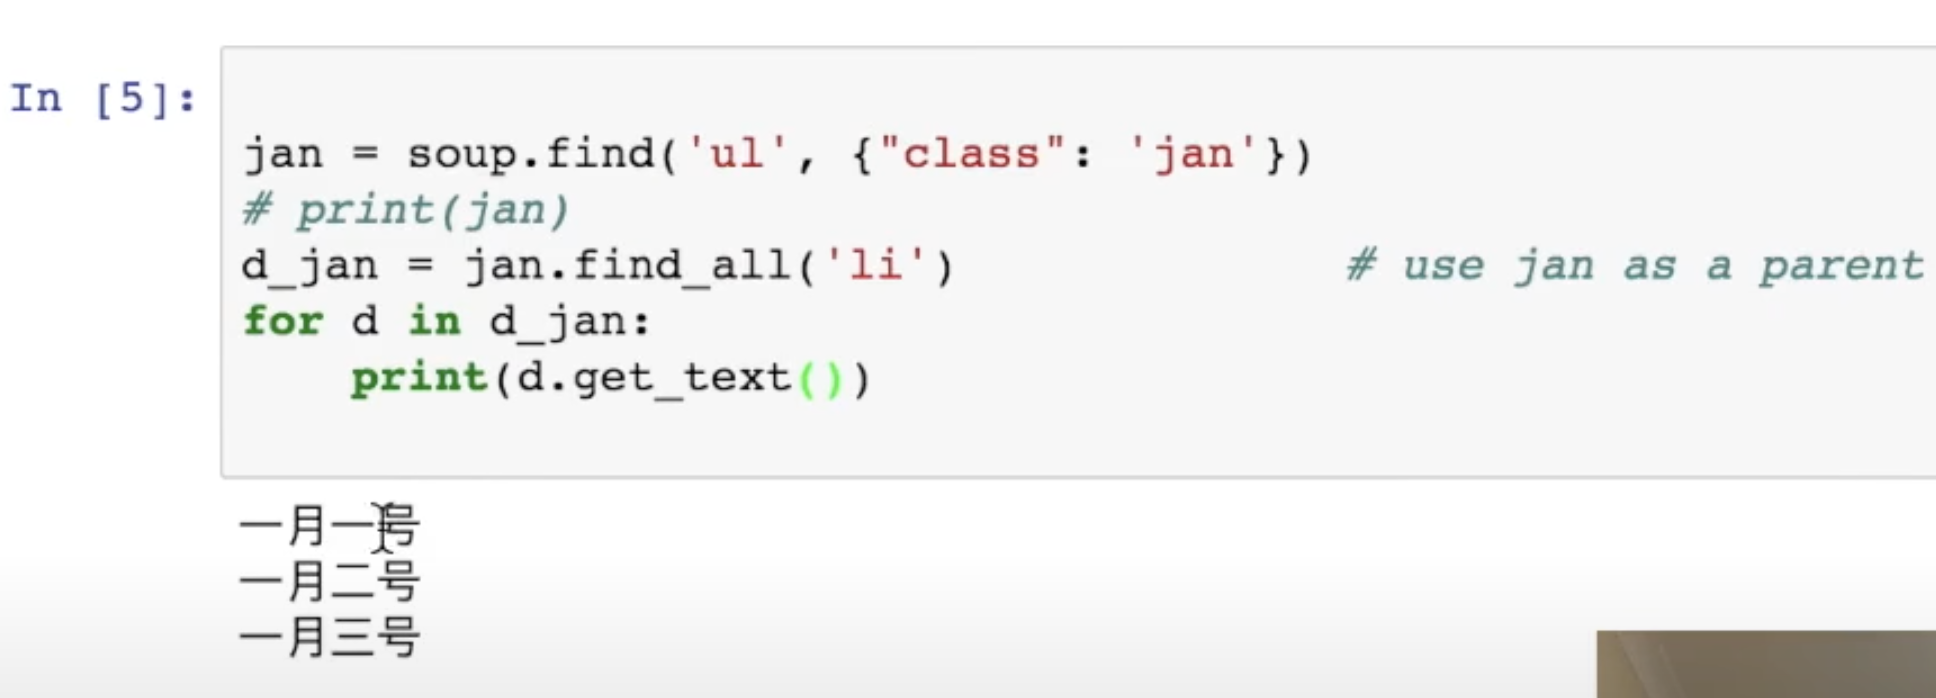 In [5]:
jan = soup.find('ul', {"class": 'jan'})
# print(jan)
d_jan = jan.find_all('li')                # use jan as a parent
for d in d_jan:
    print(d.get_text())
一月一号
一月二号
一月三号